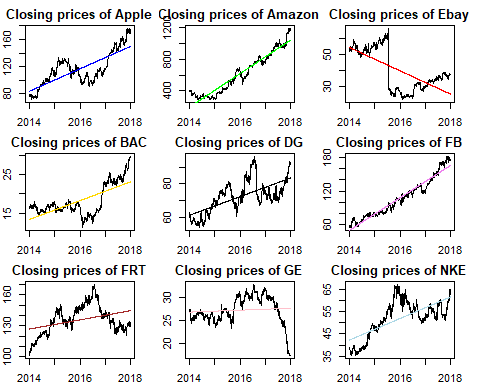 Closing prices of Apple
Closing prices of Amazon
Closing prices of Ebay
80 120 160
2014 2016 2018
400 800 1200
2014 2016 2018
30 50
2014 2016 2018
Closing prices of BAC
Closing prices of DG
Closing prices of FB
15 25
2014 2016 2018
60 80
2014 2016 2018
60 120 180
2014 2016 2018
Closing prices of FRT
Closing prices of GE
Closing prices of NKE
100 130 160
2014 2016 2018
20 25 30
2014 2016 2018
35 45 55 65
2014 2016 2018